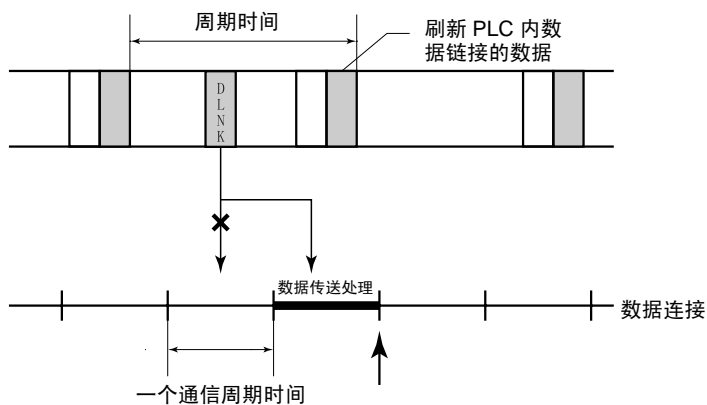 周期时间
刷新 PLC 内数
据链接的数据
DLNK
数据传送处理
数据连接
一个通信周期时间